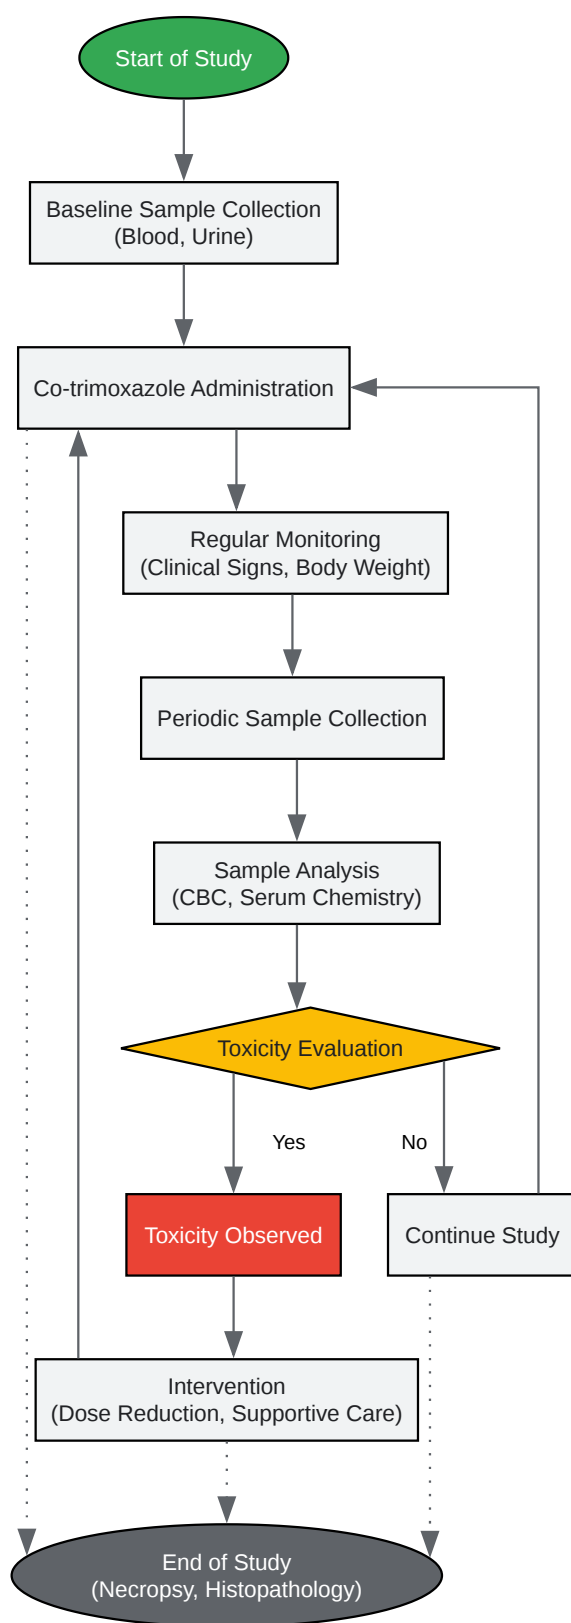 Start of Study
Baseline Sample Collection
(Blood, Urine)
Co-trimoxazole Administration
Regular Monitoring
(Clinical Signs, Body Weight)
Periodic Sample Collection
Sample Analysis
(CBC, Serum Chemistry)
Toxicity Evaluation
Yes
No
Toxicity Observed
Continue Study
Intervention
(Dose Reduction, Supportive Care)
End of Study
(Necropsy, Histopathology)